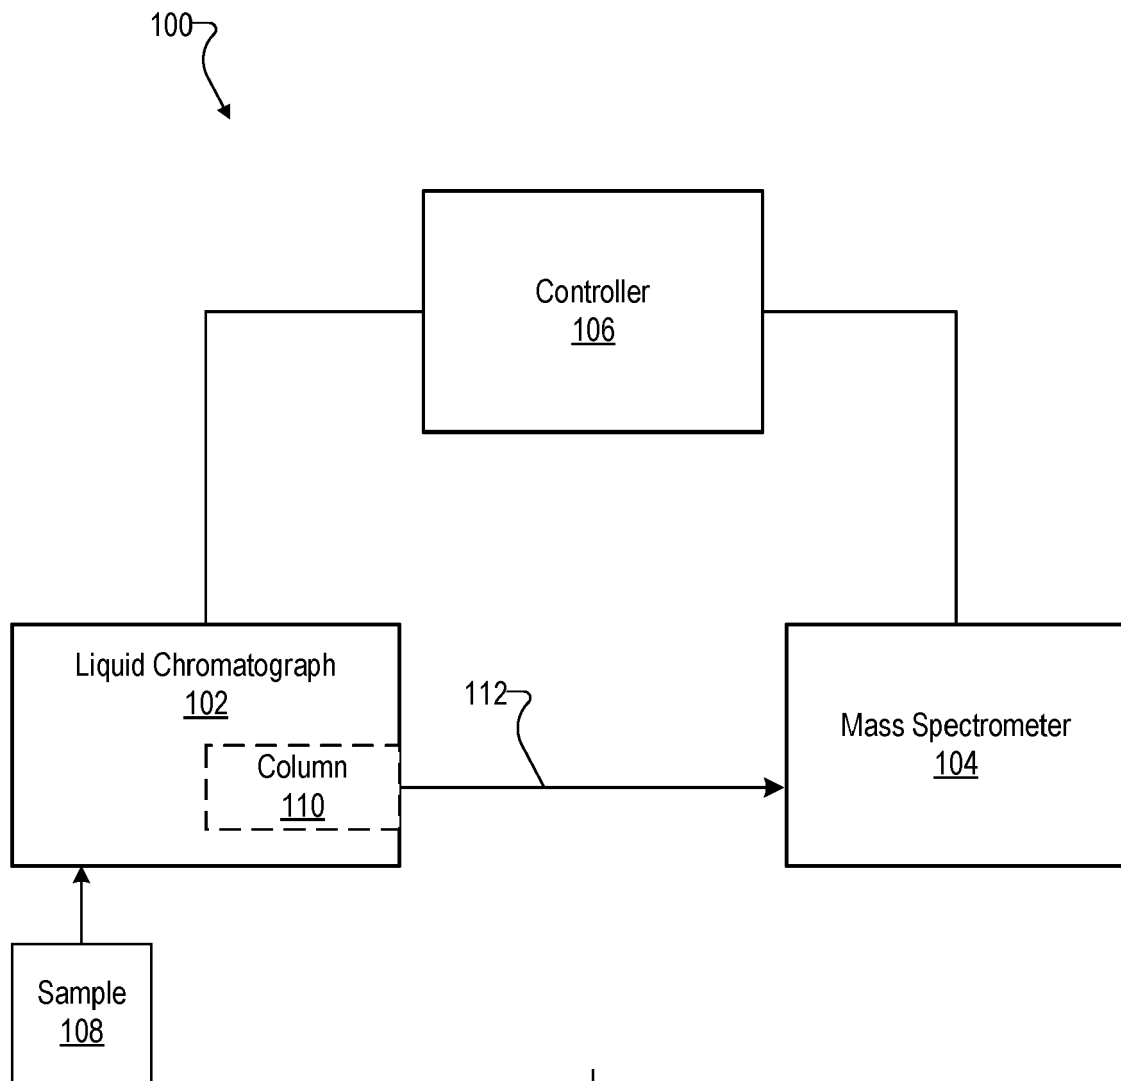 100
Controller
106
Liquid Chromatograph
102
112
Mass Spectrometer
104
Column
110
Sample
108